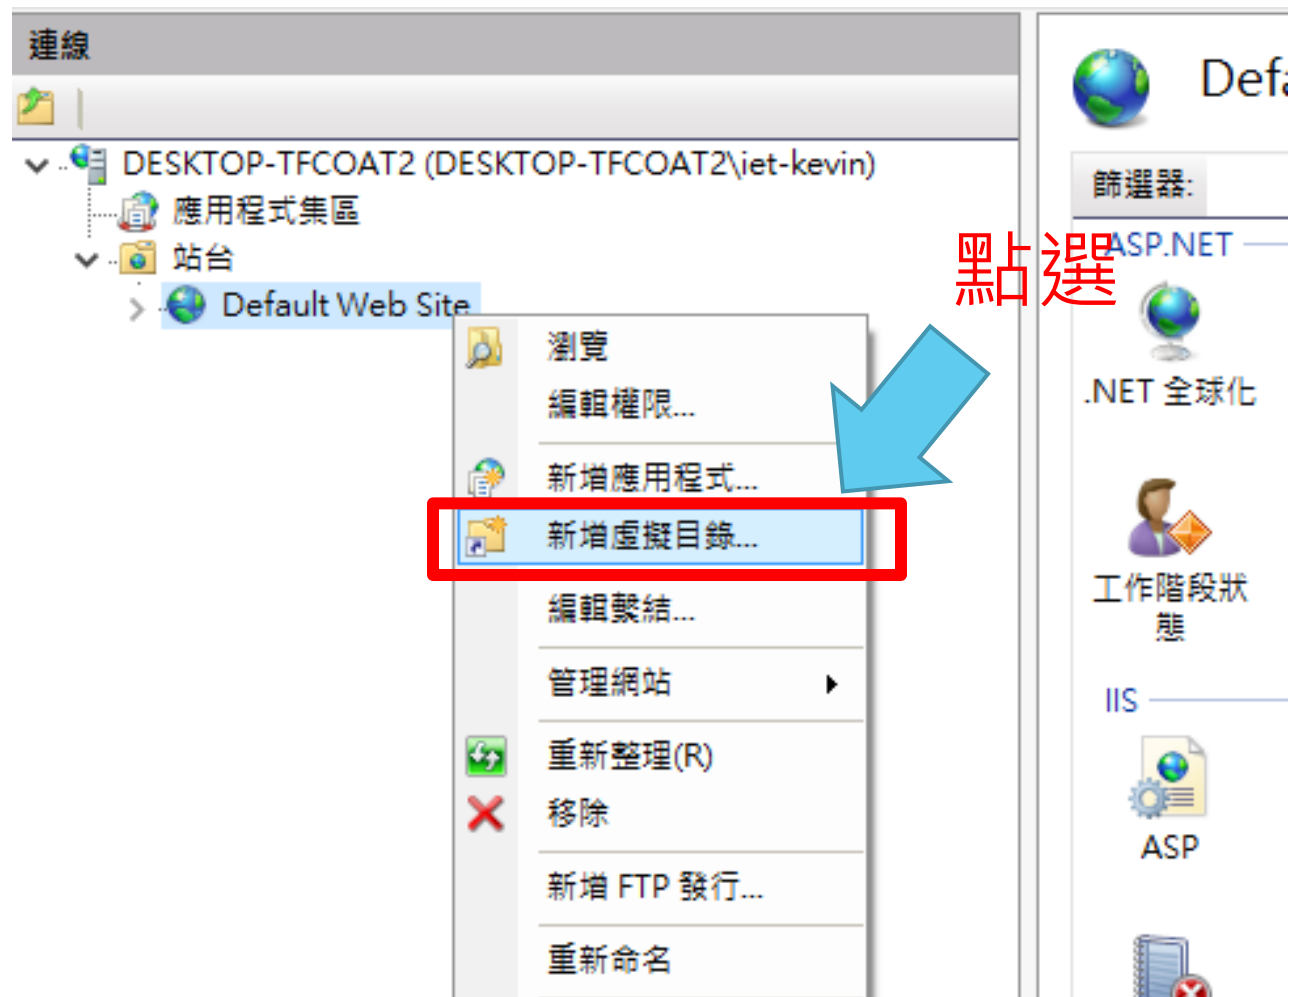 連線
DESKTOP-TFCOAT2 (DESKTOP-TFCOAT2\iet-kevin)
應用程式集區
站台
Default Web Site
瀏覽
編輯權限...
新增應用程式...
新增虛擬目錄...
編輯繫結...
管理網站
重新整理(R)
移除
新增 FTP 發行...
重新命名
點選
Defa
篩選器:
ASP.NET
.NET 全球化
工作階段狀
態
IIS
ASP